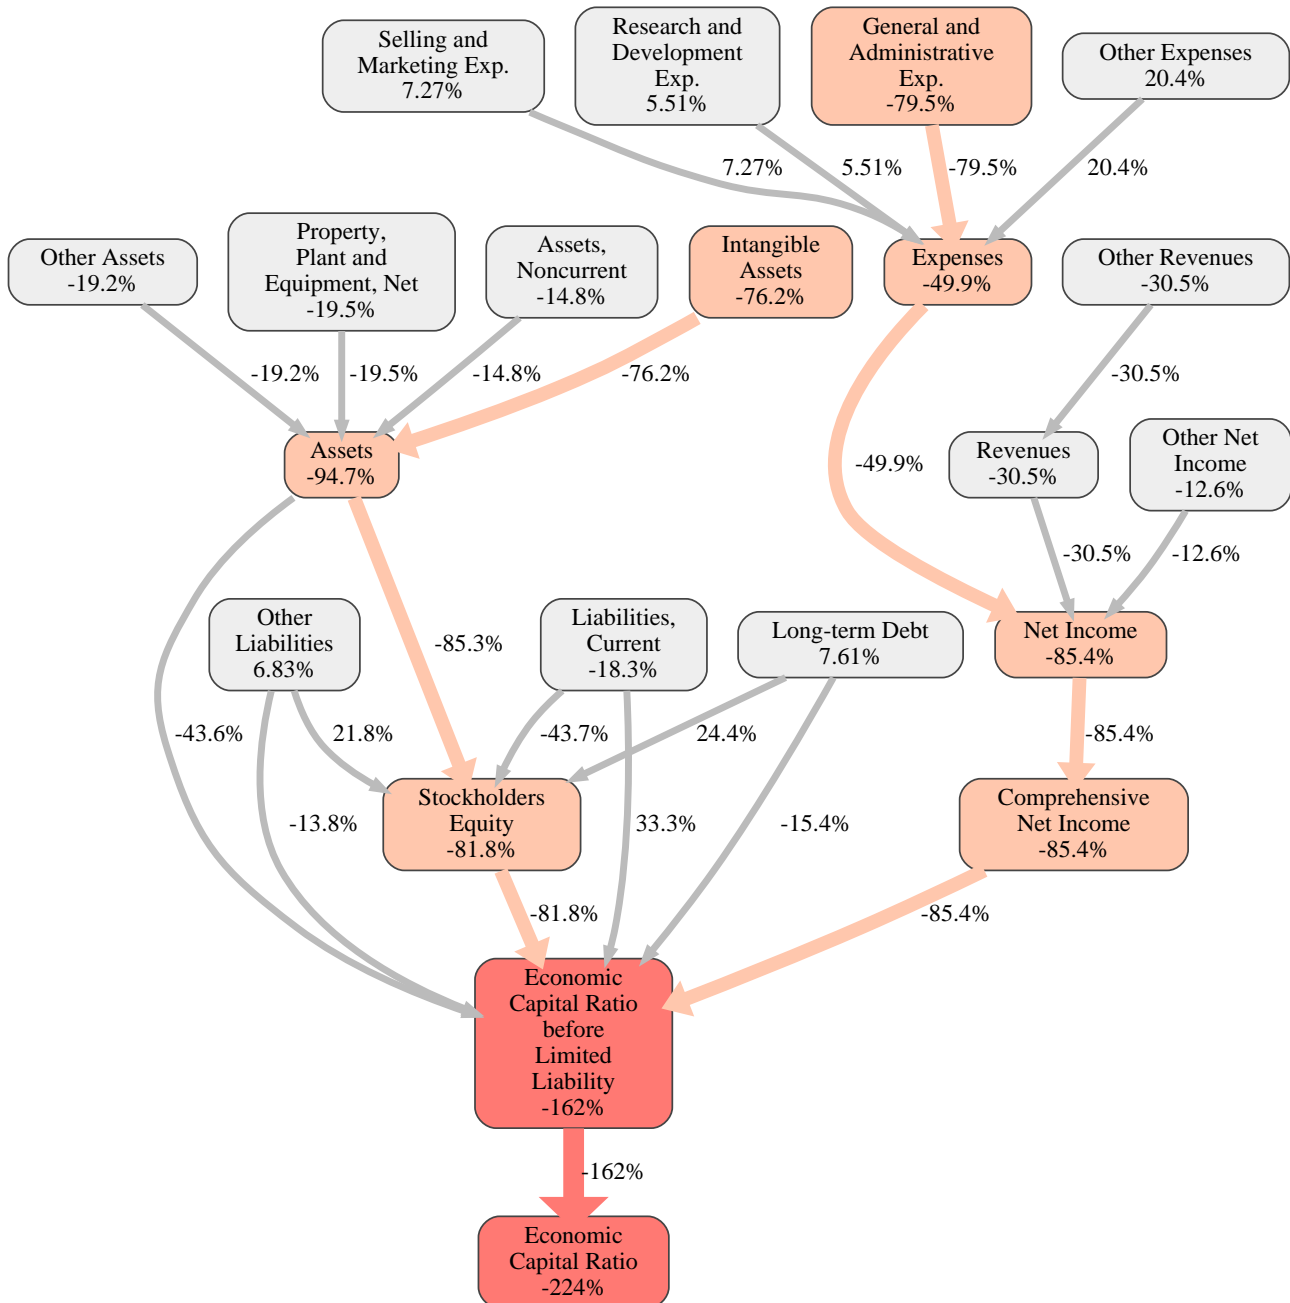 Selling and
Marketing Exp.
7.27%
Research and
Development
Exp.
5.51%
General and
Administrative
Exp.
-79.5%
Other Expenses
20.4%
7.27%
5.51%
-79.5%
20.4%
Other Assets
-19.2%
Property,
Plant and
Equipment, Net
-19.5%
Assets,
Noncurrent
-14.8%
Intangible
Assets
-76.2%
Expenses
-49.9%
Other Revenues
-30.5%
-19.2%
-19.5%
-14.8%
-76.2%
-30.5%
Assets
-94.7%
-49.9%
Revenues
-30.5%
Other Net
Income
-12.6%
-30.5%
-12.6%
Other
Liabilities
6.83%
-85.3%
Liabilities,
Current
-18.3%
Long-term Debt
7.61%
Net Income
-85.4%
-43.6%
21.8%
-43.7%
24.4%
-85.4%
-13.8%
Stockholders
Equity
-81.8%
33.3%
-15.4%
Comprehensive
Net Income
-85.4%
-81.8%
-85.4%
Economic
Capital Ratio
before
Limited
Liability
-162%
-162%
Economic
Capital Ratio
-224%